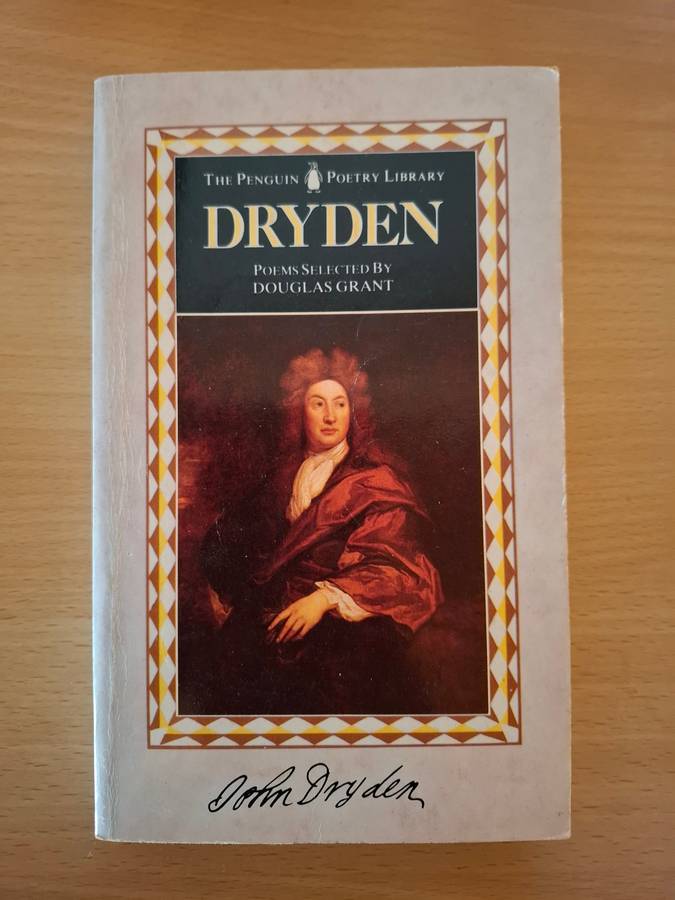 THE PENGUIN POETRY LIBRARY
DRYDEN
POEMS SELECTED BY
DOUGLAS GRANT
John Dryden